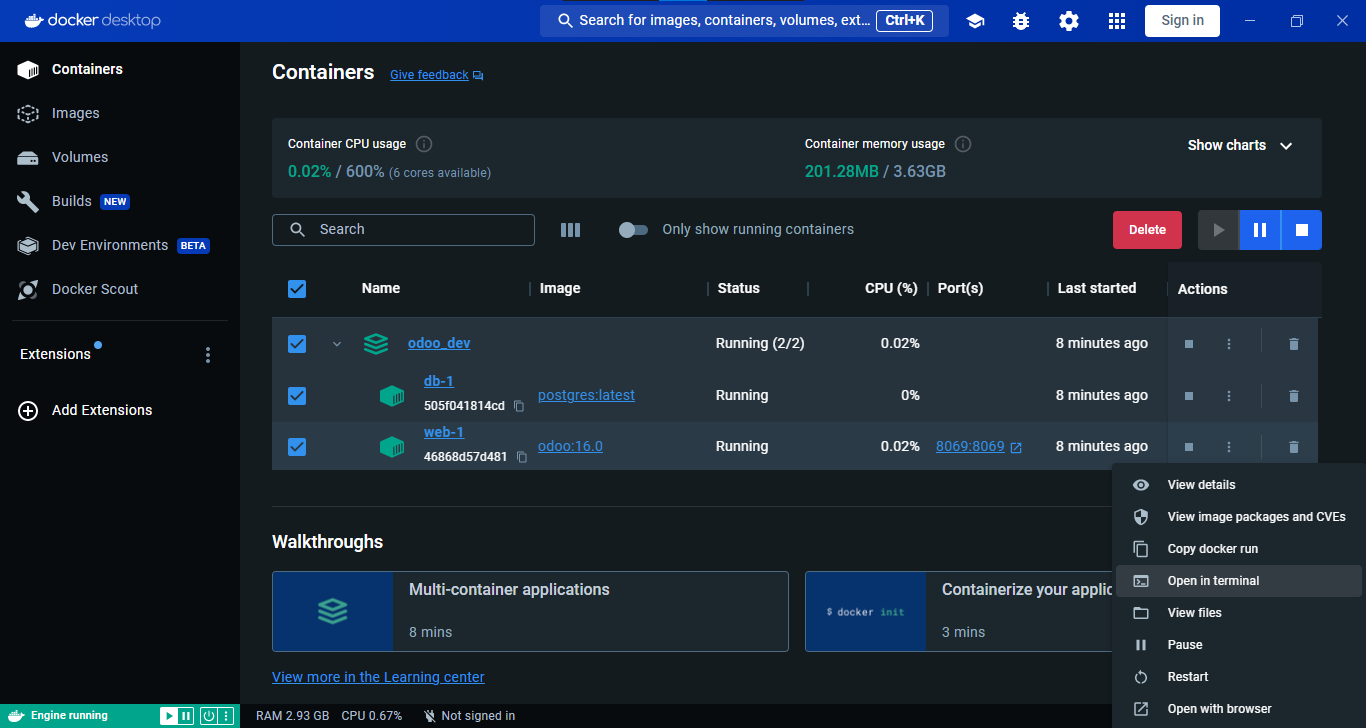 docker desktop
Search for images, containers, volumes, ext... Ctrl+K
Sign in
Containers
Images
Volumes
Builds NEW
Dev Environments BETA
Docker Scout
Extensions
Add Extensions
Containers Give feedback
Container CPU usage
0.02% / 600% (6 cores available)
Container memory usage
201.28MB / 3.63GB
Show charts
Search
Only show running containers
Delete
Name Image Status CPU (%) Port(s) Last started Actions
odoo_dev Running (2/2) 0.02% 8 minutes ago
db-1
505f041814cd
postgres:latest Running 0% 8 minutes ago
web-1
46868d57d481
odoo:16.0 Running 0.02% 8069:8069 8 minutes ago
View details
View image packages and CVEs
Copy docker run
Open in terminal
View files
Pause
Restart
Open with browser
Walkthroughs
Multi-container applications
8 mins
$ docker init
Containerize your applic
3 mins
View more in the Learning center
Engine running
RAM 2.93 GB CPU 0.67% Not signed in